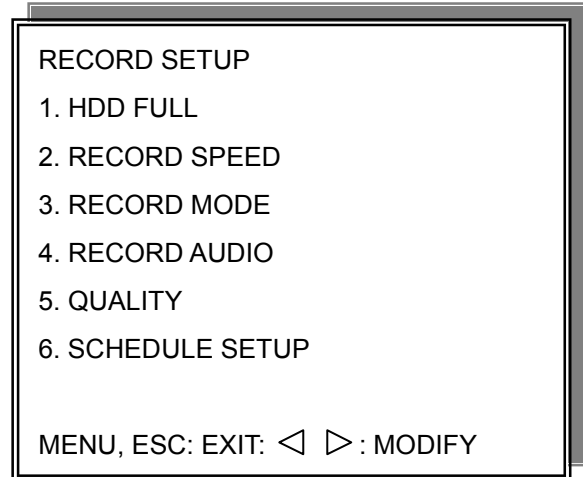 RECORD SETUP
1. HDD FULL
2. RECORD SPEED
3. RECORD MODE
4. RECORD AUDIO
5. QUALITY
6. SCHEDULE SETUP
MENU, ESC: EXIT: ◁ ▷ : MODIFY